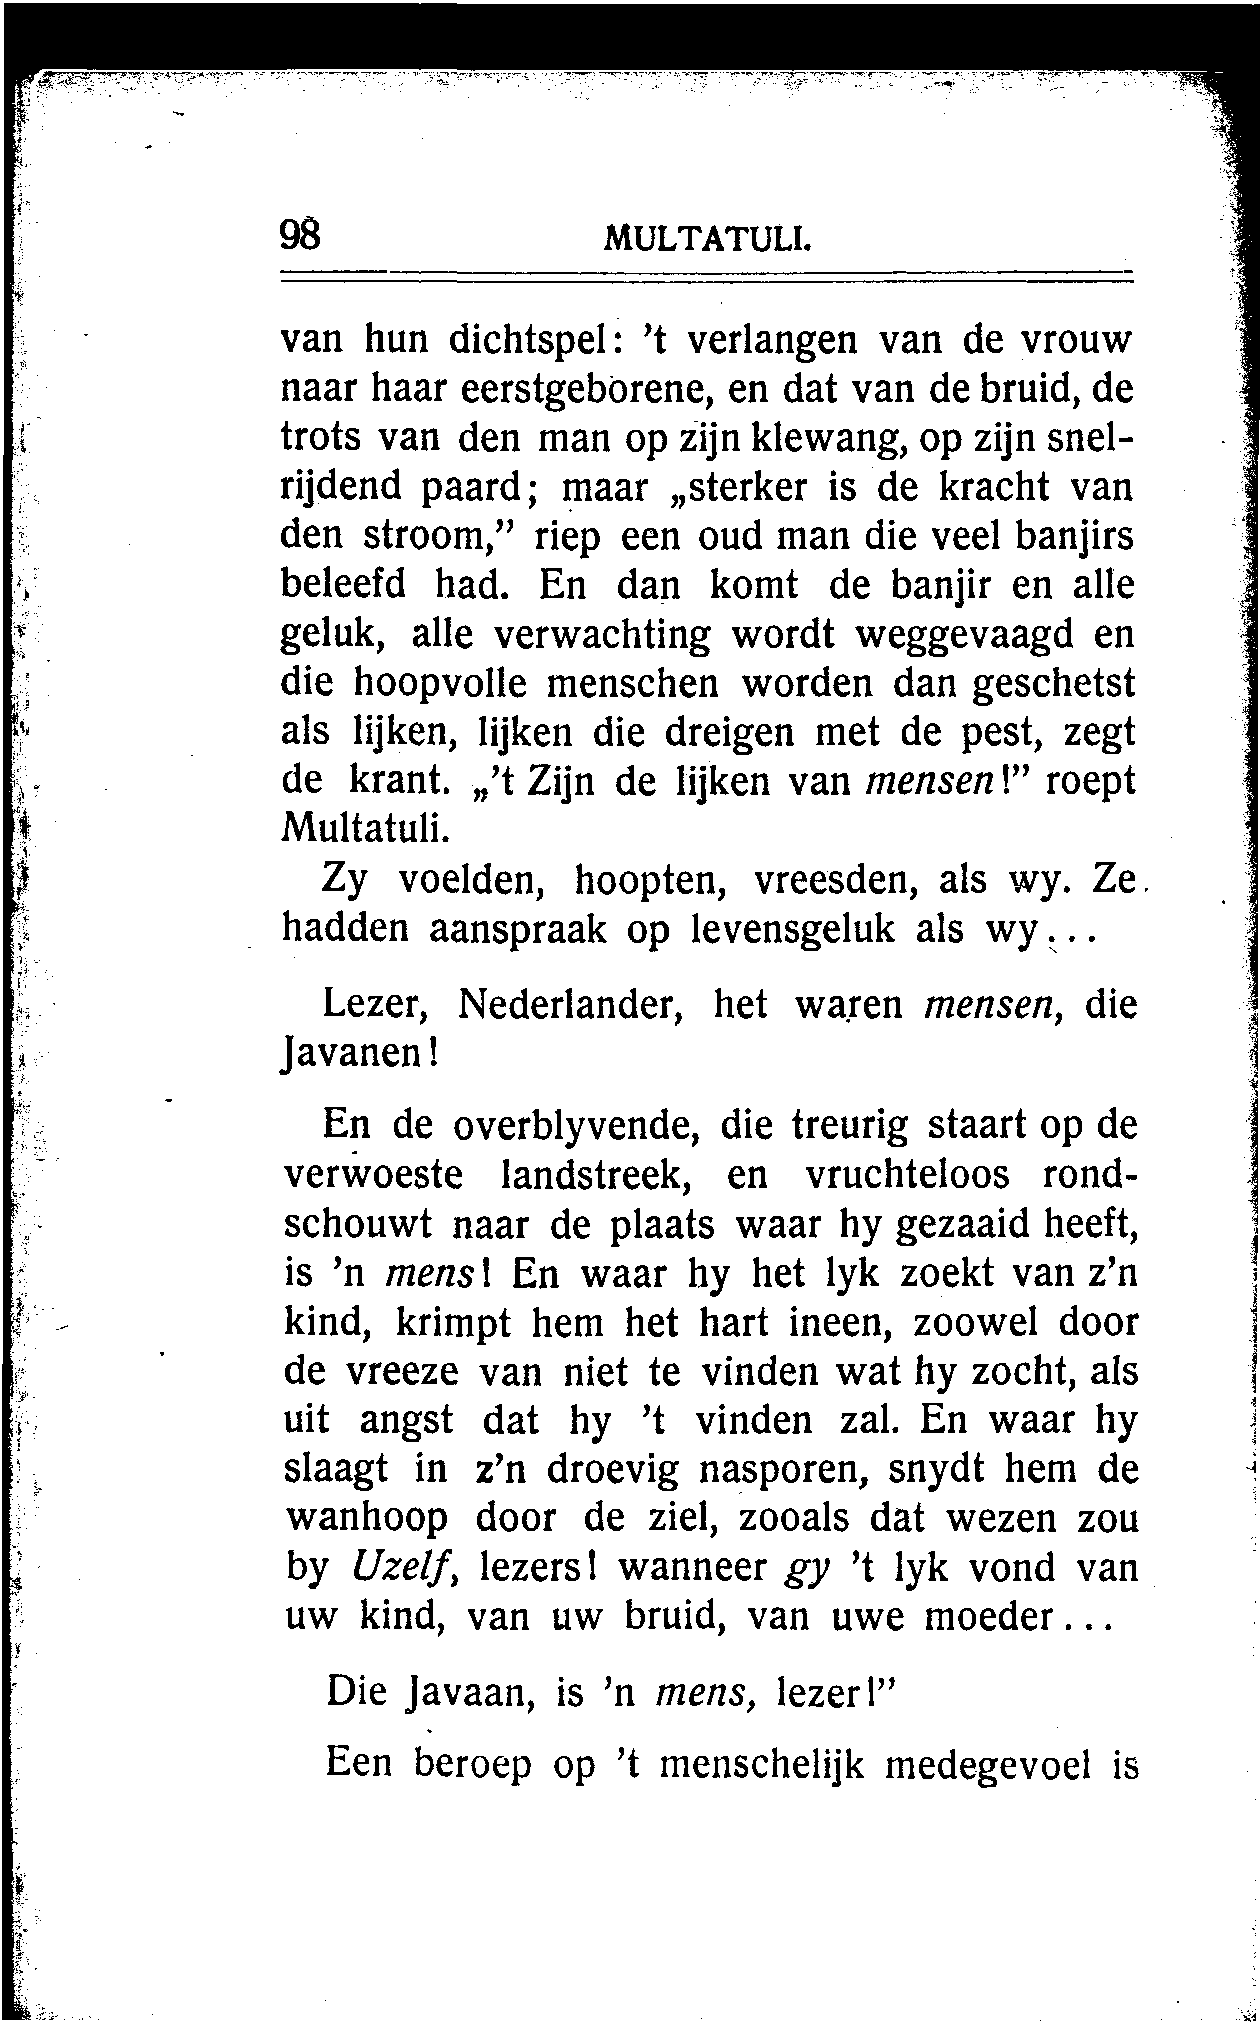 98
MULTATULI.
van hun dichtspel: ’t verlangen van de vrouw
naar haar eerstgeborene, en dat van de bruid, de
trots van den man op zijn klewang, op zijn snel-
rijdend paard; maar „sterker is de kracht van
den stroom,” riep een oud man die veel banjirs
beleefd had. En dan komt de banjir en alle
geluk, alle verwachting wordt weggevaagd en
die hoopvolle menschen worden dan geschetst
als lijken, lijken die dreigen met de pest, zegt
de krant. „’t Zijn de lijken van mensen!” roept
Multatuli.
Zy voelden, hoopten, vreesden, als wy. Ze
hadden aanspraak op levensgeluk als wy...
Lezer, Nederlander, het waren mensen, die
Javanen!
En de overblyvende, die treurig staart op de
verwoeste landstreek, en vruchteloos rond-
schouwt naar de plaats waar hy gezaaid heeft,
is ’n mens! En waar hy het lyk zoekt van z’n
kind, krimpt hem het hart ineen, zoowel door
de vreeze van niet te vinden wat hy zocht, als
uit angst dat hy ’t vinden zal. En waar hy
slaagt in z’n droevig nasporen, snydt hem de
wanhoop door de ziel, zooals dat wezen zou
by Uzelf, lezers! wanneer gy ’t lyk vond van
uw kind, van uw bruid, van uwe moeder...
Die Javaan, is ’n mens, lezer!”
Een beroep op ’t menschelijk medegevoel is